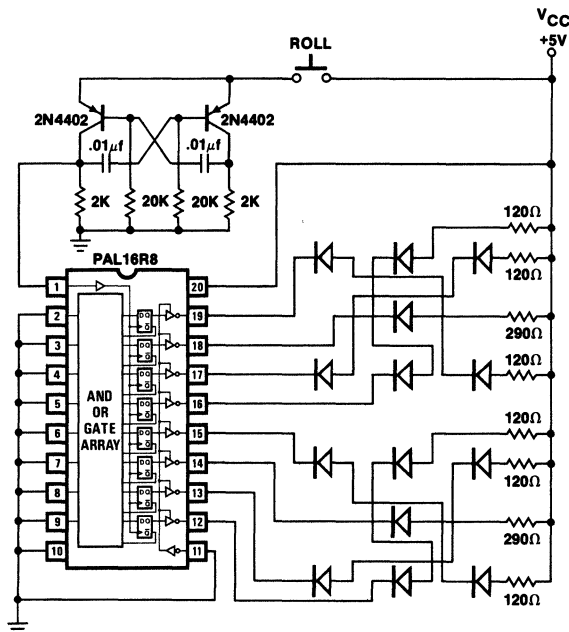 VCC
+5V
ROLL
2N4402
2N4402
.01μf
.01μf
2K
20K
20K
2K
PAL16R8
120Ω
120Ω
290Ω
120Ω
120Ω
120Ω
290Ω
120Ω
1
2
3
4
5
6
7
8
9
10
20
19
18
17
16
15
14
13
12
11
AND
OR
GATE
ARRAY
D Q
Q̅
D Q
Q̅
D Q
Q̅
D Q
Q̅
D Q
Q̅
D Q
Q̅
D Q
Q̅
D Q
Q̅